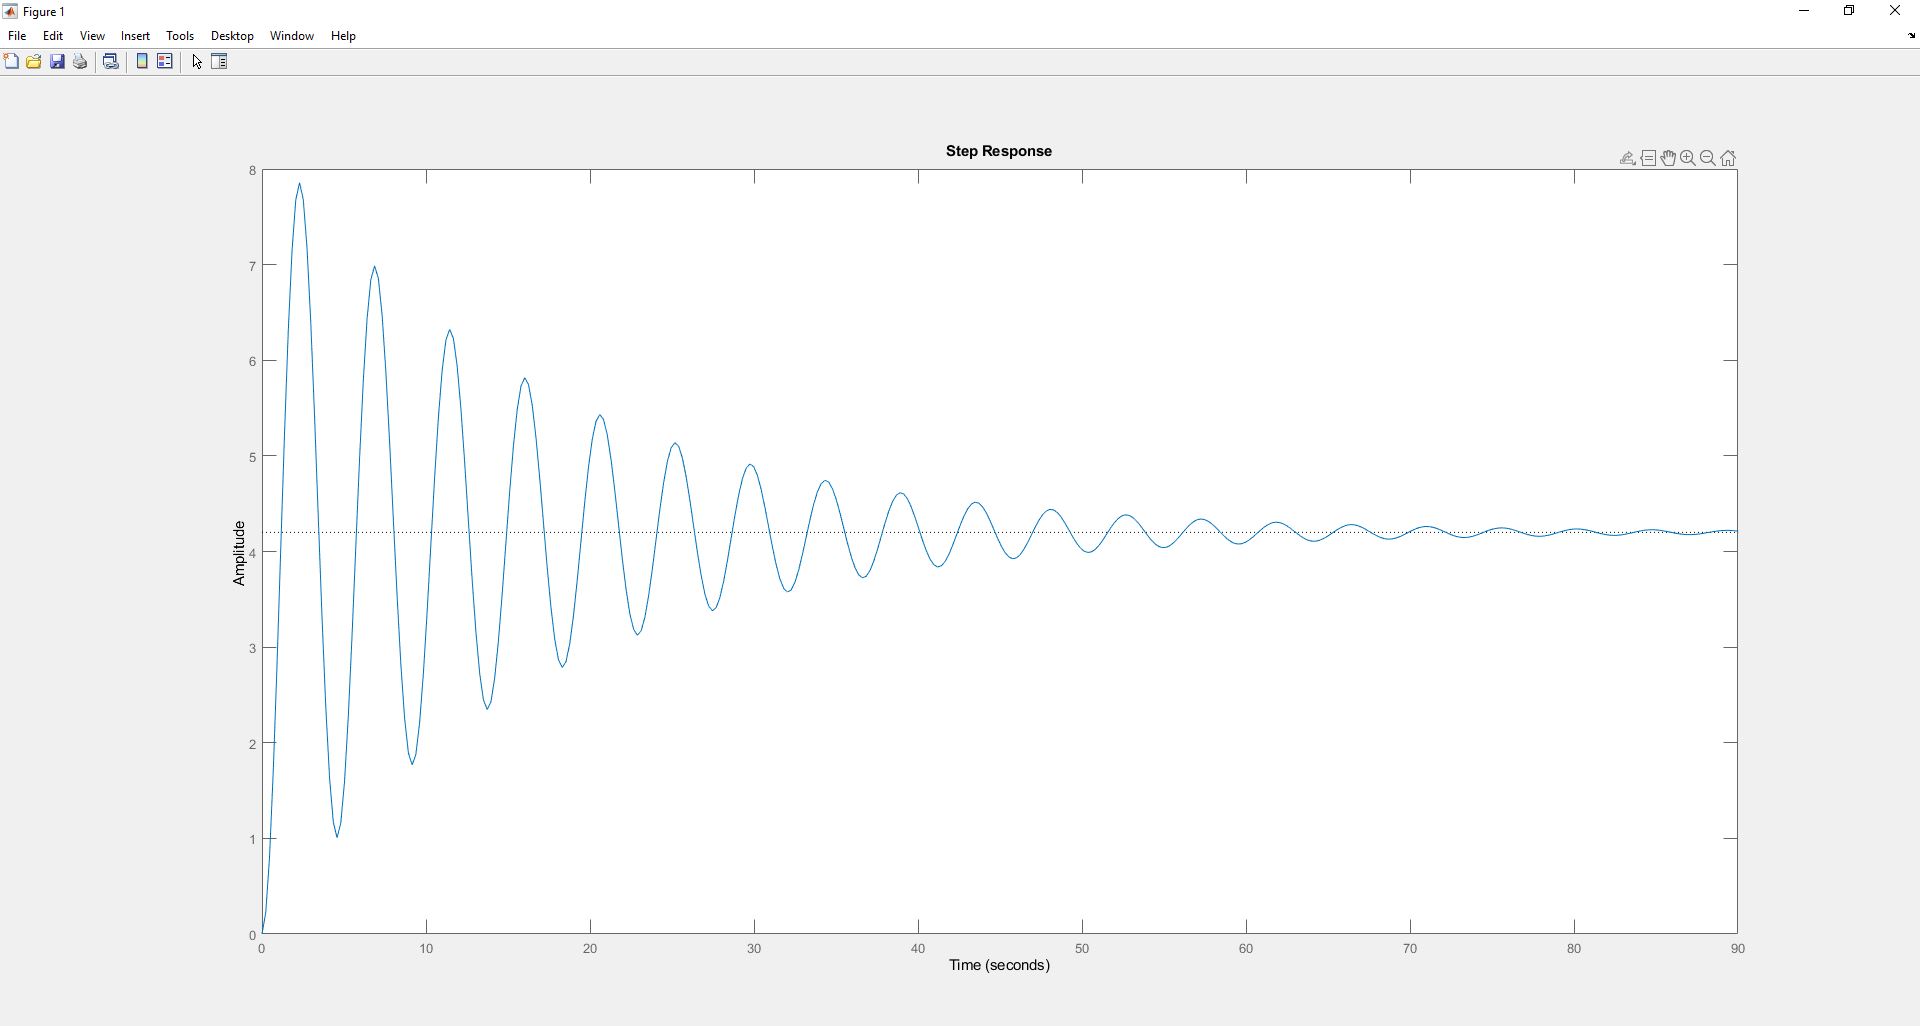 Figure 1
File Edit View Insert Tools Desktop Window Help
Step Response
8
7
6
5
4
3
2
1
0
Amplitude
0 10 20 30 40 50 60 70 80 90
Time (seconds)